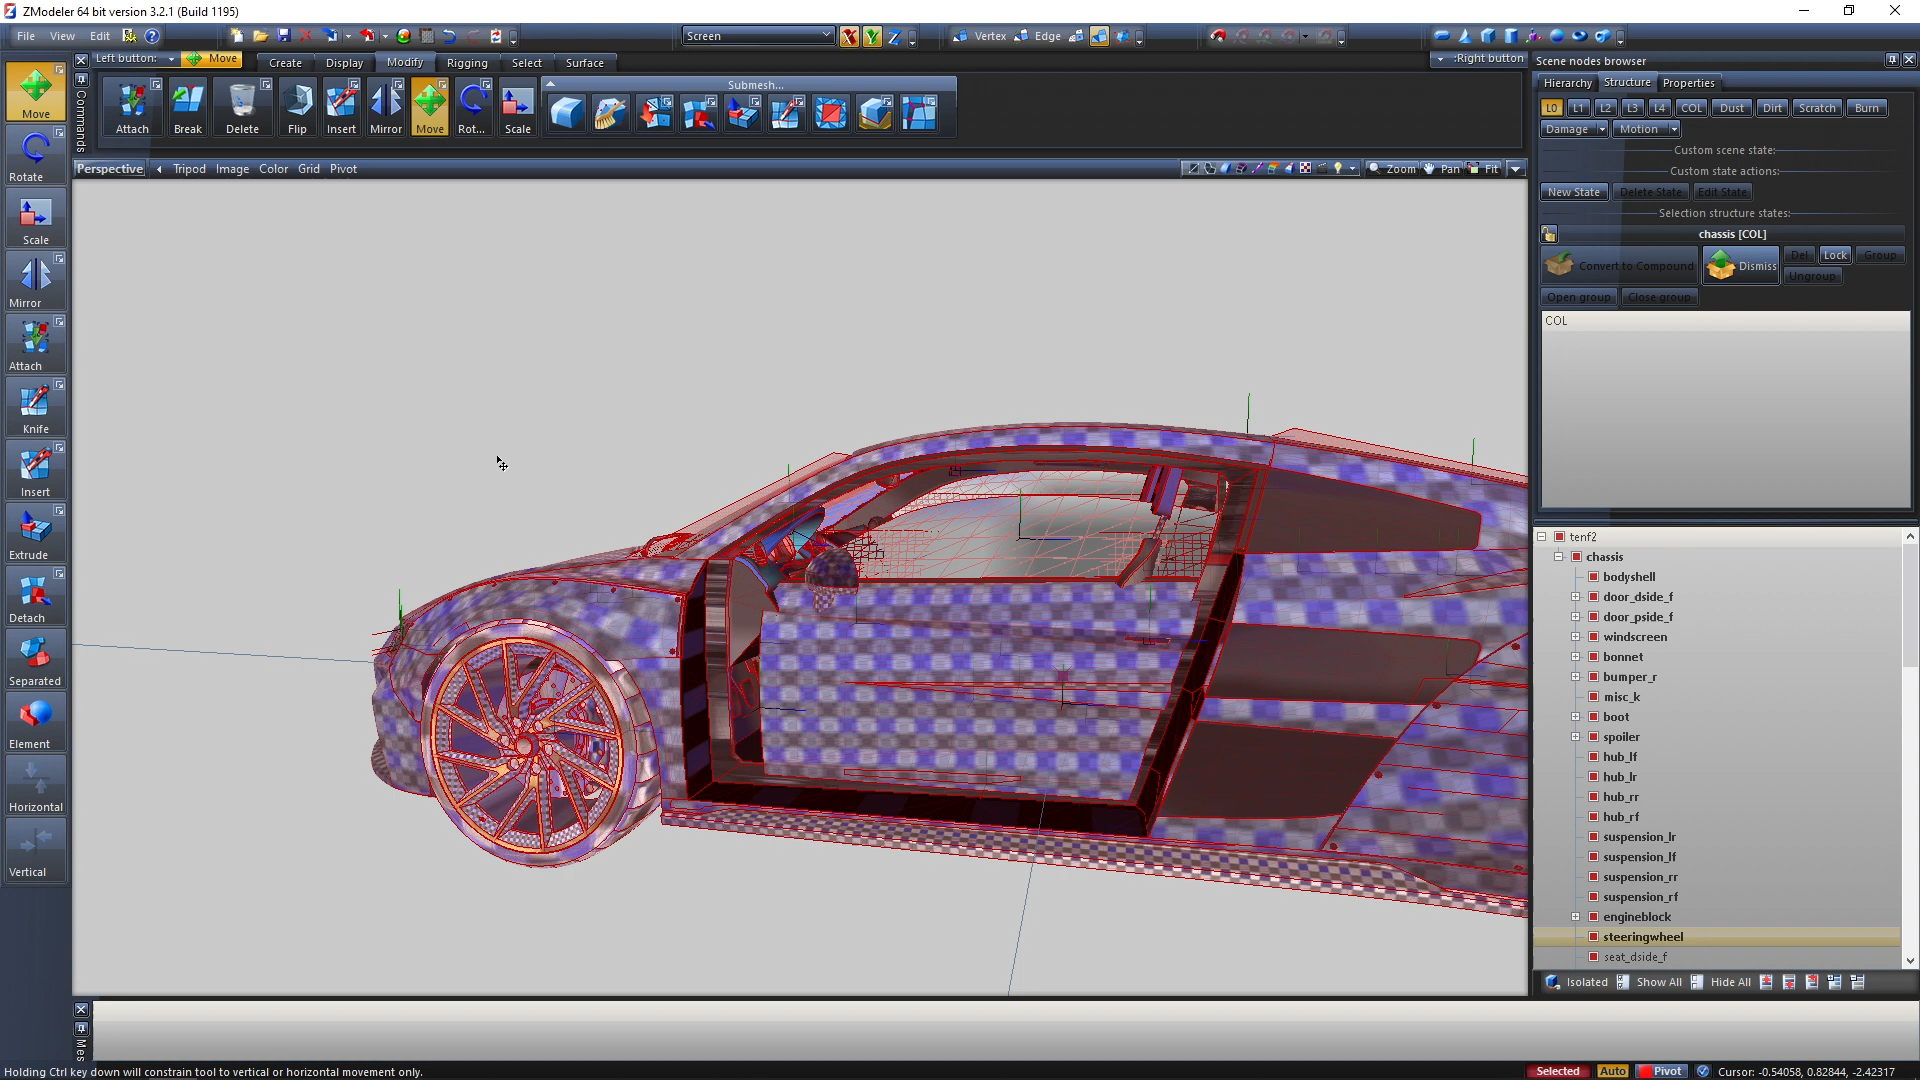 ZModeler 64 bit version 3.2.1 (Build 1195)
File View Edit
Screen
Vertex Edge
Left button: Move
Create Display Modify Rigging Select Surface
:Right button
Scene nodes browser
Hierarchy Structure Properties
Submesh...
Move
Commands
Attach Break Delete Flip Insert Mirror Move Rot... Scale
L0 L1 L2 L3 L4 COL Dust Dirt Scratch Burn
Damage Motion
Custom scene state:
Custom state actions:
New State Delete State Edit State
Selection structure states:
chassis [COL]
Convert to Compound Dismiss Del Lock Group
Ungroup
Open group Close group
COL
Perspective Tripod Image Color Grid Pivot
Zoom Pan Fit
Rotate
Scale
Mirror
Attach
Knife
Insert
Extrude
Detach
Separated
Element
Horizontal
Vertical
tenf2
chassis
bodyshell
door_dside_f
door_pside_f
windscreen
bonnet
bumper_r
misc_k
boot
spoiler
hub_lf
hub_lr
hub_rr
hub_rf
suspension_lr
suspension_lf
suspension_rr
suspension_rf
engineblock
steeringwheel
seat_dside_f
Isolated Show All Hide All
Mes
Holding Ctrl key down will constrain tool to vertical or horizontal movement only.
Selected Auto Pivot Cursor: -0.54058, 0.82844, -2.42317